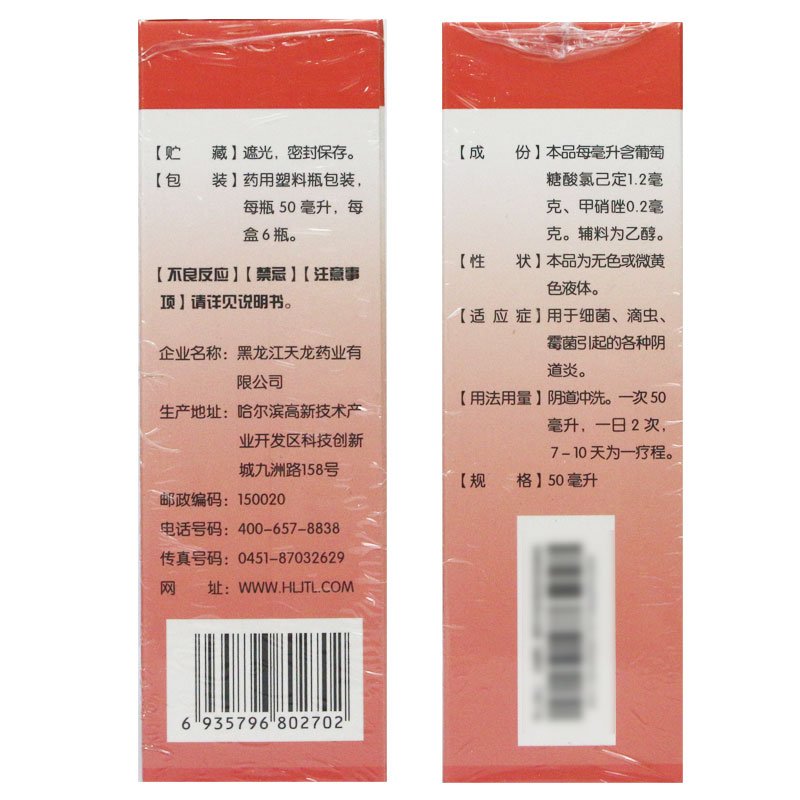 【贮　　藏】遮光，密封保存。
【包　　装】药用塑料瓶包装，
每瓶 50 毫升，每
盒 6 瓶。
【不良反应】【禁忌】【注意事
项】请详见说明书。
企业名称：黑龙江天龙药业有
限公司
生产地址：哈尔滨高新技术产
业开发区科技创新
城九洲路158号
邮政编码：150020
电话号码：400-657-8838
传真号码：0451-87032629
网　　址：WWW.HLJTL.COM
6 935796 802702
【成　　份】本品每毫升含葡萄
糖酸氯己定1.2毫
克、甲硝唑0.2毫
克。辅料为乙醇。
【性　　状】本品为无色或微黄
色液体。
【适 应 症】用于细菌、滴虫、
霉菌引起的各种阴
道炎。
【用法用量】阴道冲洗。一次 50
毫升，一日 2 次，
7-10 天为一疗程。
【规　　格】50 毫升